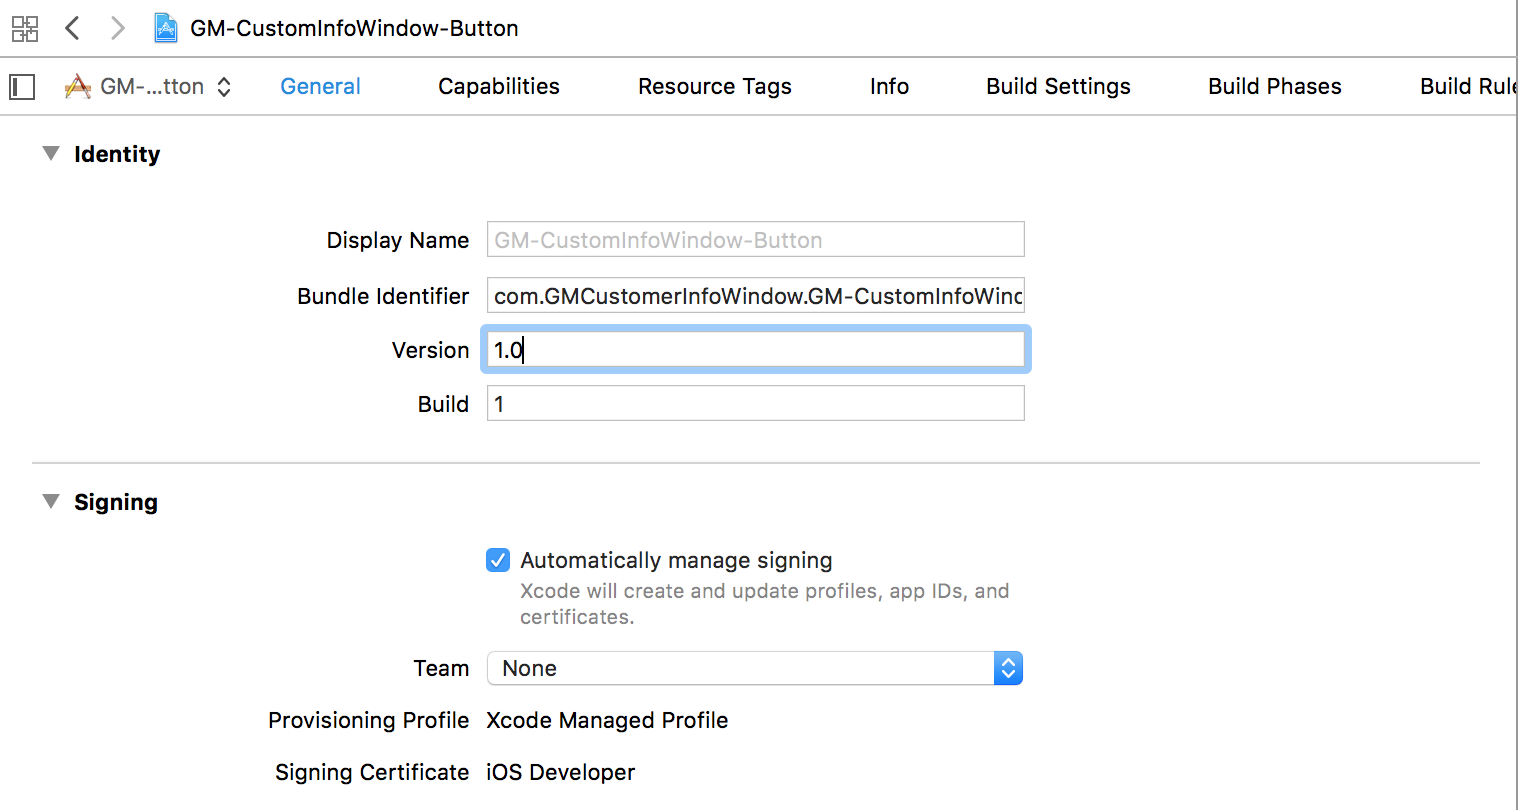 GM-CustomInfoWindow-Button
GM-...tton General Capabilities Resource Tags Info Build Settings Build Phases Build Rule
Identity
Display Name GM-CustomInfoWindow-Button
Bundle Identifier com.GMCustomerInfoWindow.GM-CustomInfoWind
Version 1.0
Build 1
Signing
Automatically manage signing
Xcode will create and update profiles, app IDs, and
certificates.
Team None
Provisioning Profile Xcode Managed Profile
Signing Certificate iOS Developer